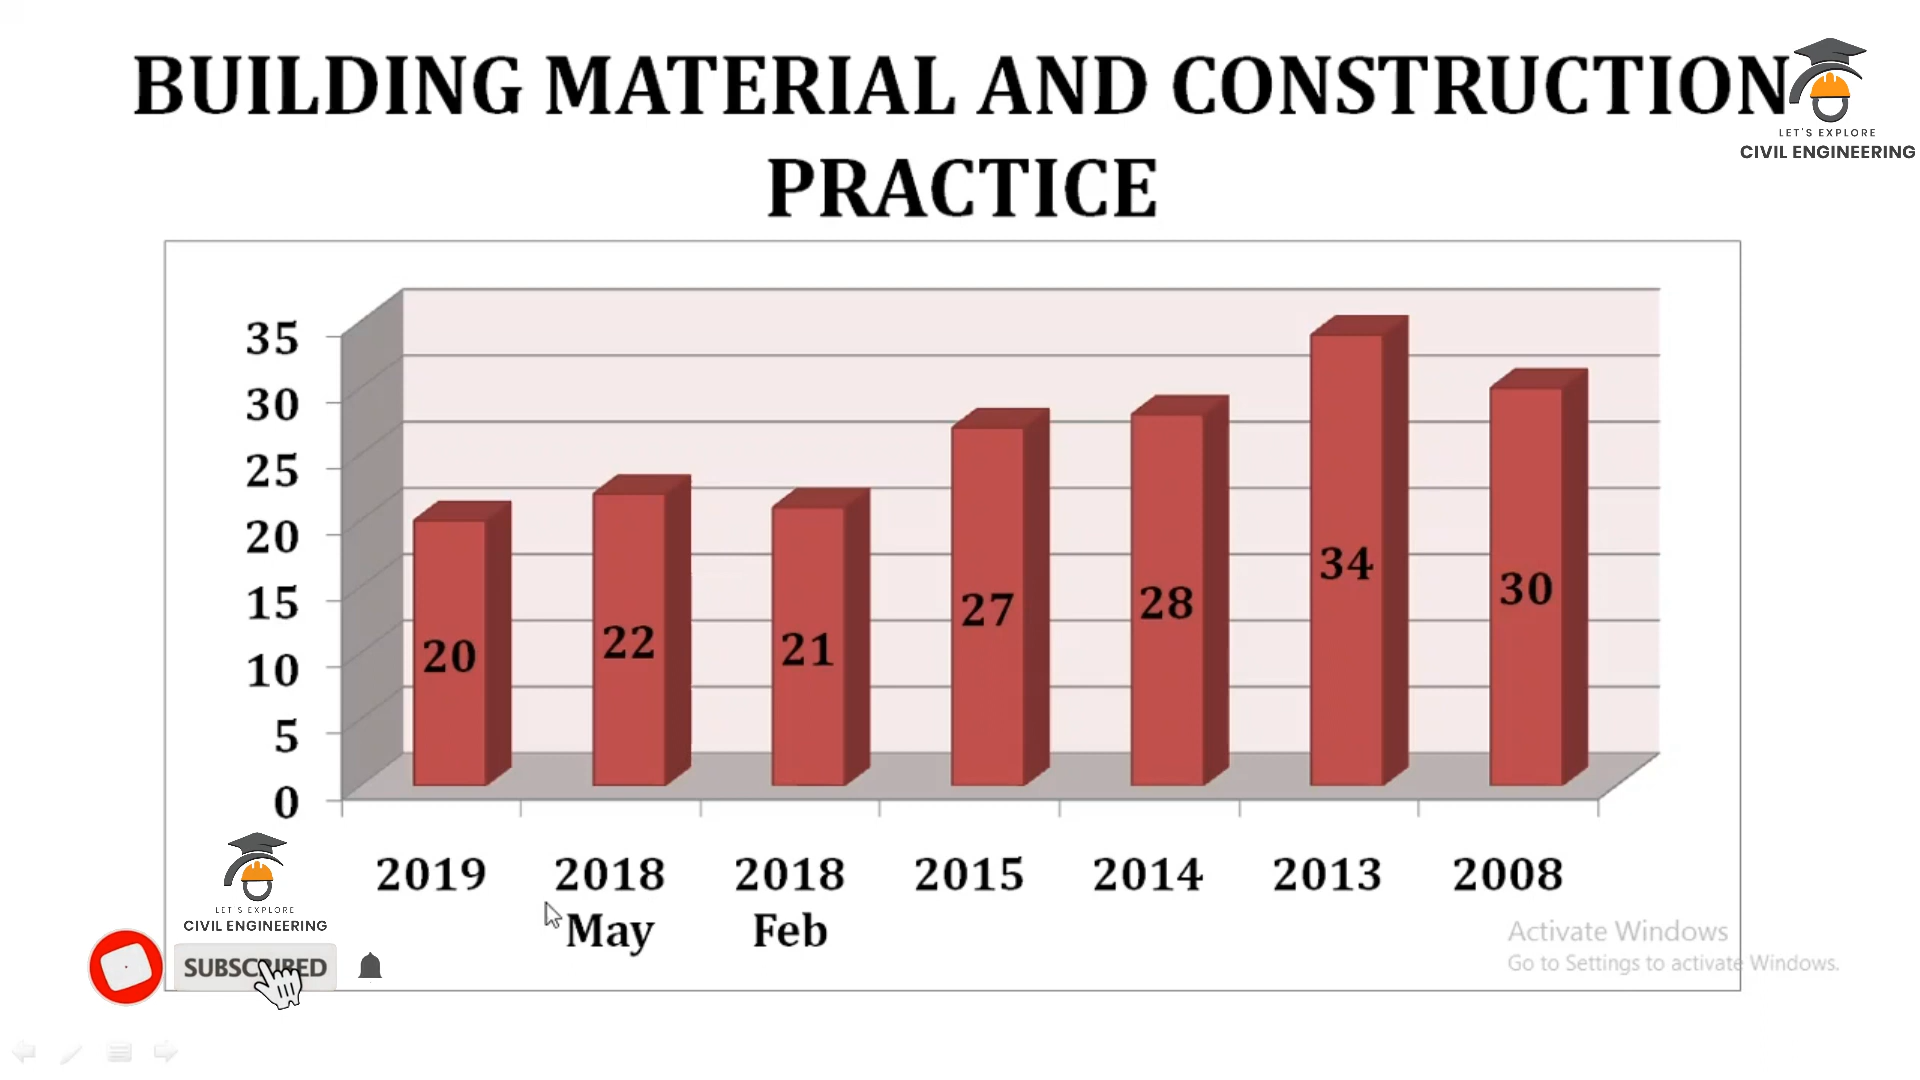 BUILDING MATERIAL AND CONSTRUCTION
PRACTICE
LET'S EXPLORE
CIVIL ENGINEERING
35
30
25
20
15
10
5
0
20
22
21
27
28
34
30
2019
2018
May
2018
Feb
2015
2014
2013
2008
LET'S EXPLORE
CIVIL ENGINEERING
SUBSCRIBED
Activate Windows
Go to Settings to activate Windows.